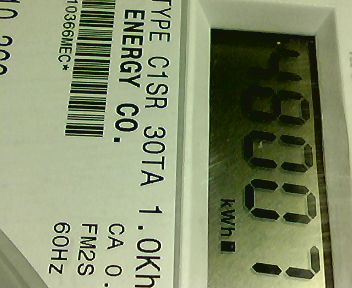 48007
kWh
TYPE C1SR 30TA 1.0Kh
ENERGY CO.
CA 0.
FM2S
60Hz
10366MEC*